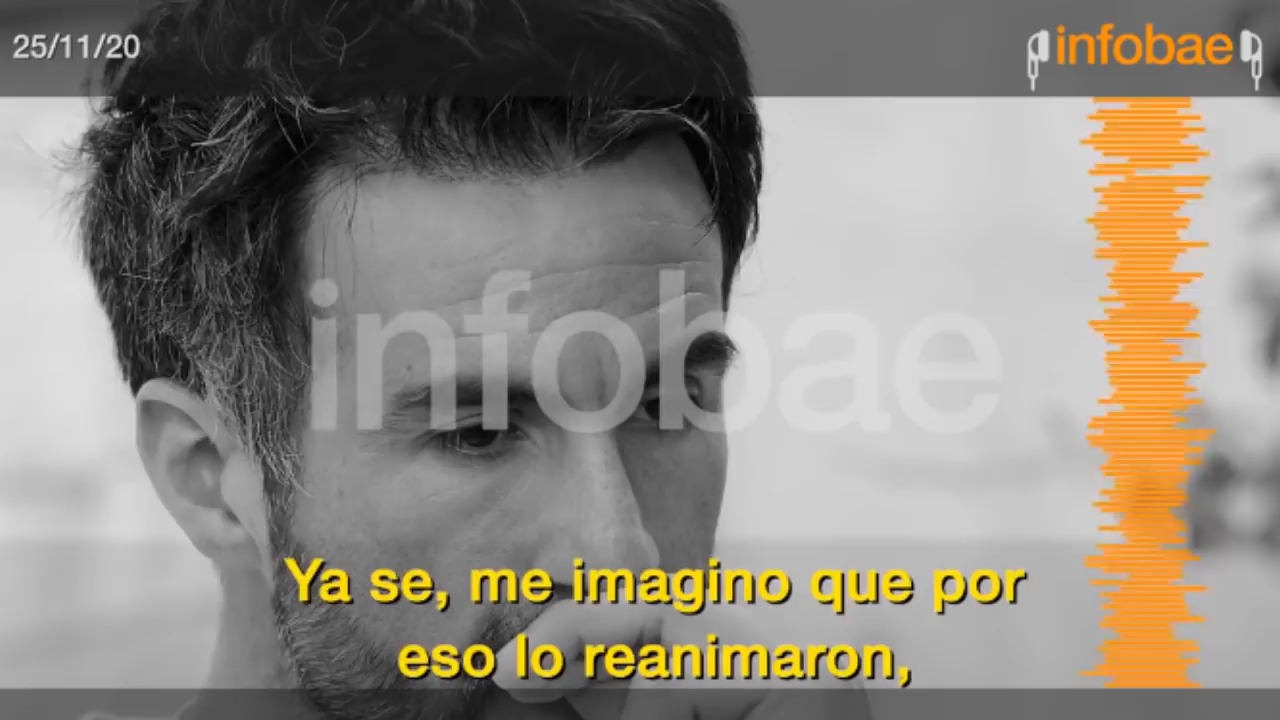 25/11/20
infobae
infobae
Ya se, me imagino que por
eso lo reanimaron,